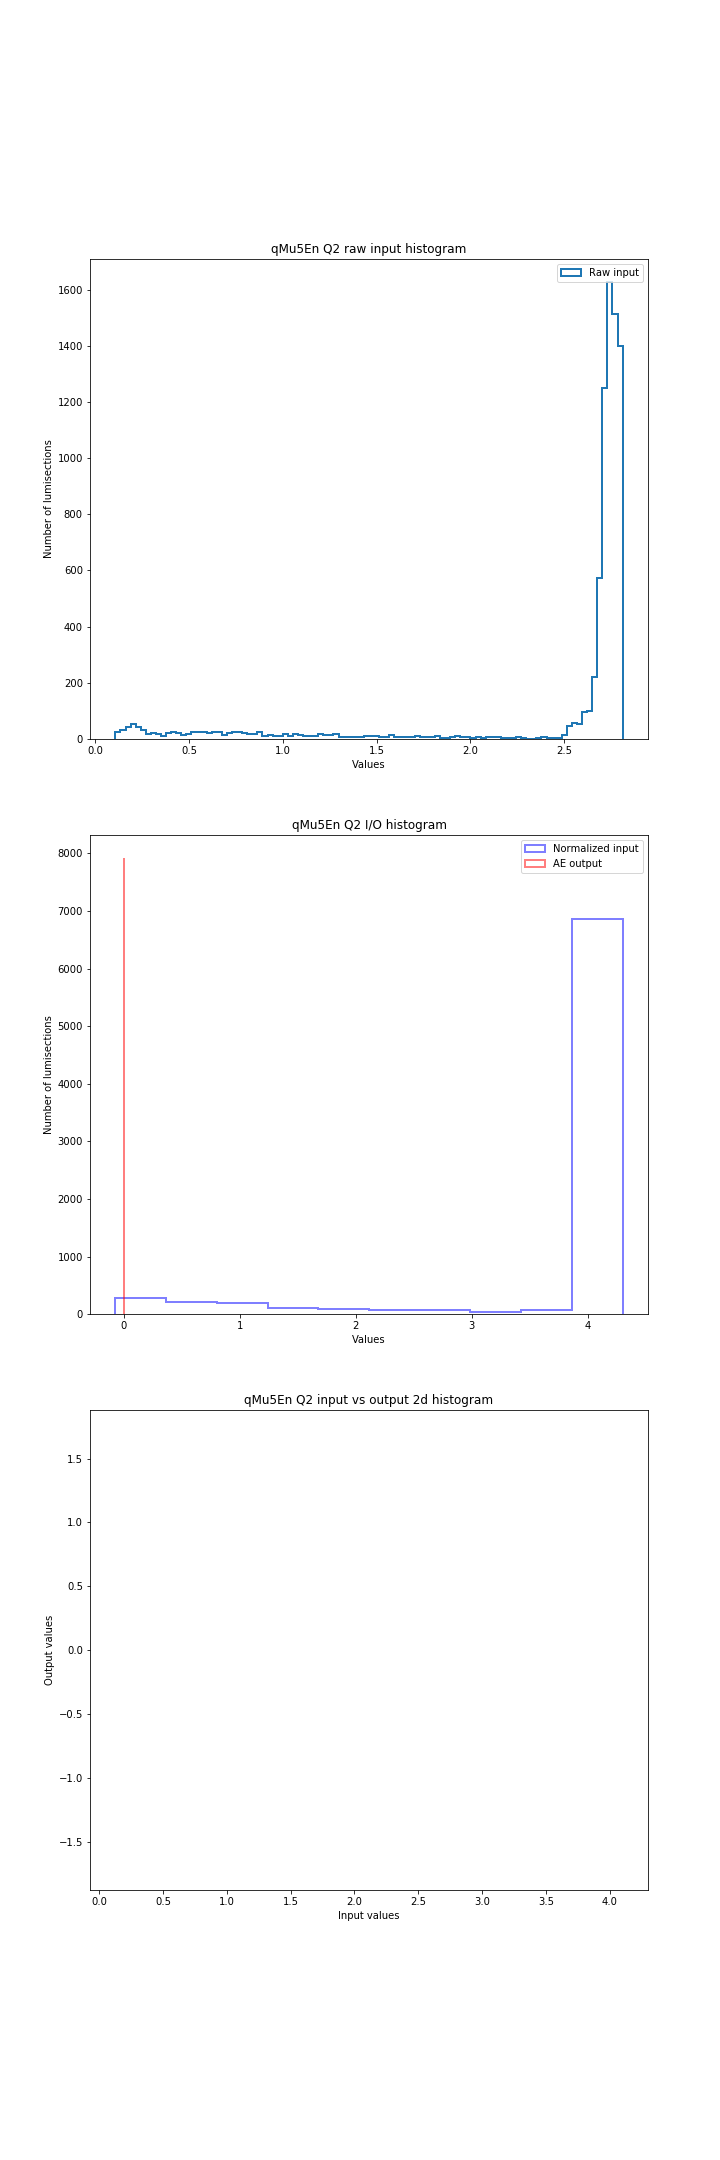 qMu5En Q2 raw input histogram
Raw input
1600
1400
1200
1000
800
600
400
200
0
Number of lumisections
0.0 0.5 1.0 1.5 2.0 2.5
Values
qMu5En Q2 I/O histogram
Normalized input
AE output
8000
7000
6000
5000
4000
3000
2000
1000
0
Number of lumisections
0 1 2 3 4
Values
qMu5En Q2 input vs output 2d histogram
1.5
1.0
0.5
0.0
−0.5
−1.0
−1.5
Output values
0.0 0.5 1.0 1.5 2.0 2.5 3.0 3.5 4.0
Input values